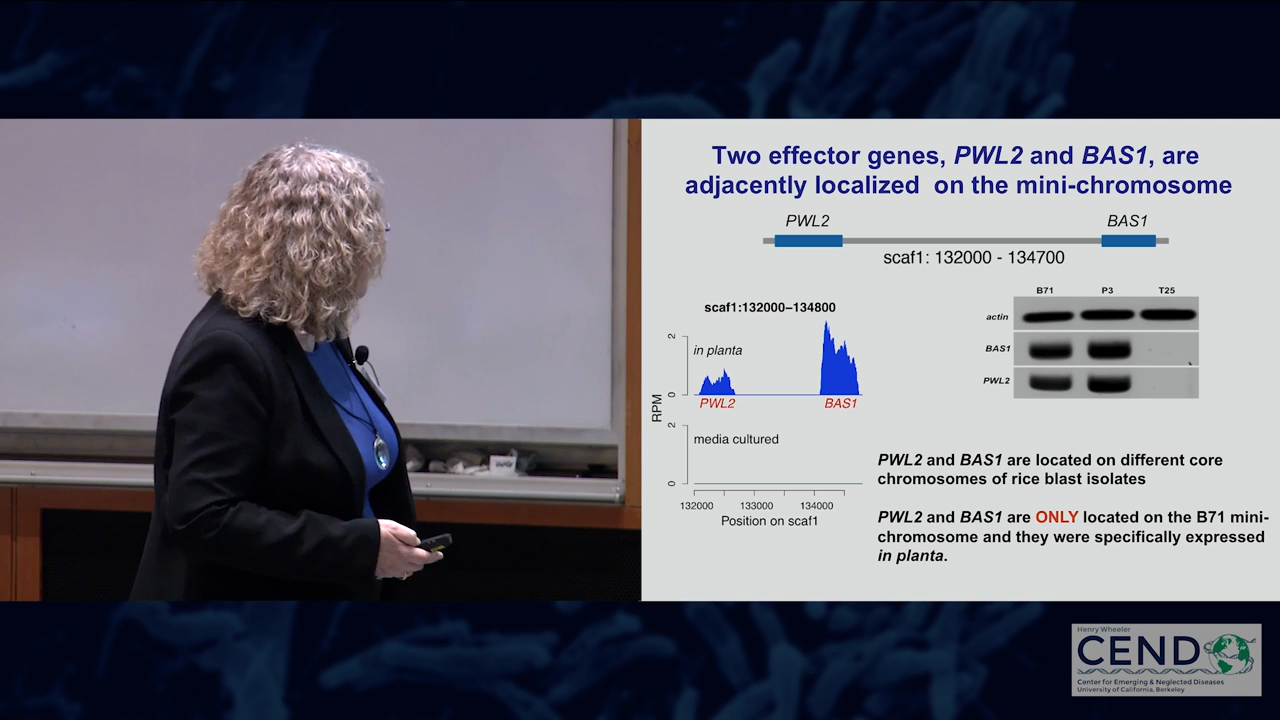 Two effector genes, PWL2 and BAS1, are
adjacently localized on the mini-chromosome
PWL2
BAS1
scaf1: 132000 - 134700
scaf1:132000–134800
in planta
2
0
RPM
PWL2
BAS1
media cultured
2
0
132000
133000
134000
Position on scaf1
B71
P3
T25
actin
BAS1
PWL2
PWL2 and BAS1 are located on different core
chromosomes of rice blast isolates
PWL2 and BAS1 are ONLY located on the B71 mini-
chromosome and they were specifically expressed
in planta.
Henry Wheeler
CEND
Center for Emerging & Neglected Diseases
University of California, Berkeley